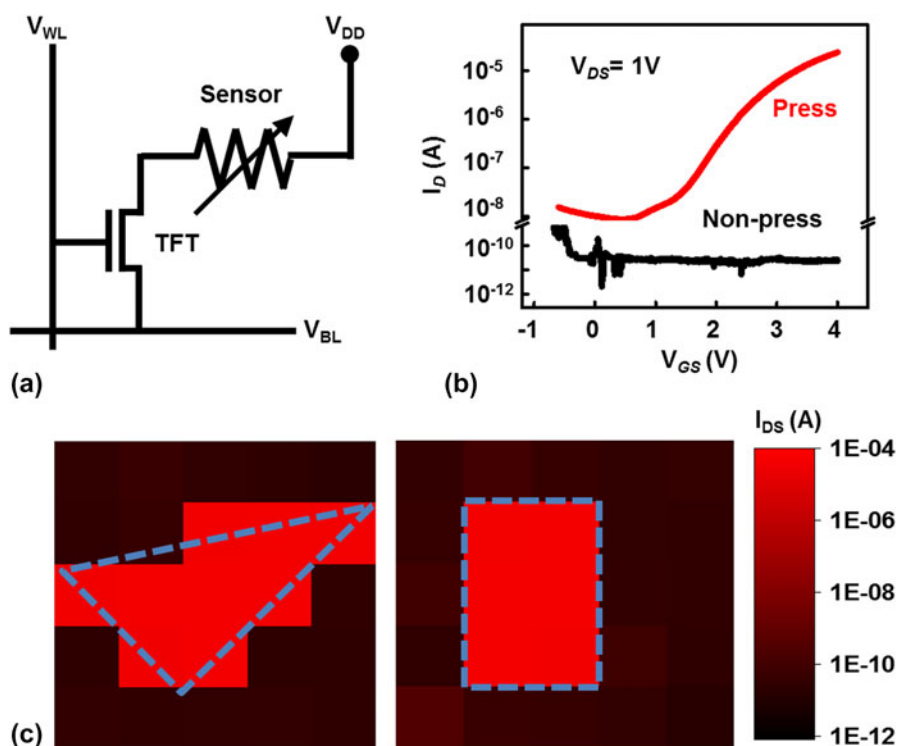 V_WL
V_DD
Sensor
TFT
V_BL
(a)
V_DS= 1V
Press
Non-press
I_D (A)
10^-5
10^-6
10^-7
10^-8
10^-10
10^-12
-1 0 1 2 3 4
V_GS (V)
(b)
I_DS (A)
1E-04
1E-06
1E-08
1E-10
1E-12
(c)